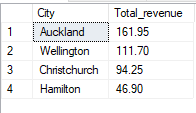 City Total_revenue
1 Auckland 161.95
2 Wellington 111.70
3 Christchurch 94.25
4 Hamilton 46.90